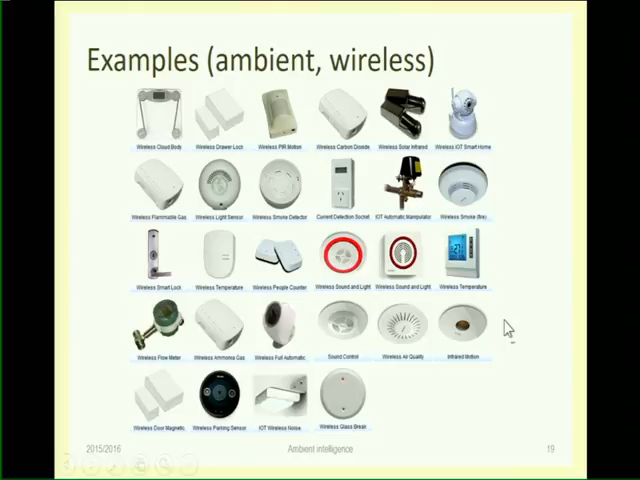 Examples (ambient, wireless)
Wireless Cloud Body Wireless Drawer Lock Wireless PIR Motion Wireless Carbon Dioxide Wireless Solar Infrared Wireless IOT Smart Home
Wireless Flammable Gas Wireless Light Sensor Wireless Smoke Detector Current Detection Socket IOT Automatic Manipulator Wireless Smoke (fire)
Wireless Smart Lock Wireless Temperature Wireless People Counter Wireless Sound and Light Wireless Sound and Light Wireless Temperature
Wireless Flow Meter Wireless Ammonia Gas Wireless Full Automatic Sound Control Wireless Air Quality Infrared Motion
Wireless Door Magnetic Wireless Parking Sensor IOT Wireless Noise Wireless Glass Break
2015/2016 Ambient intelligence 19